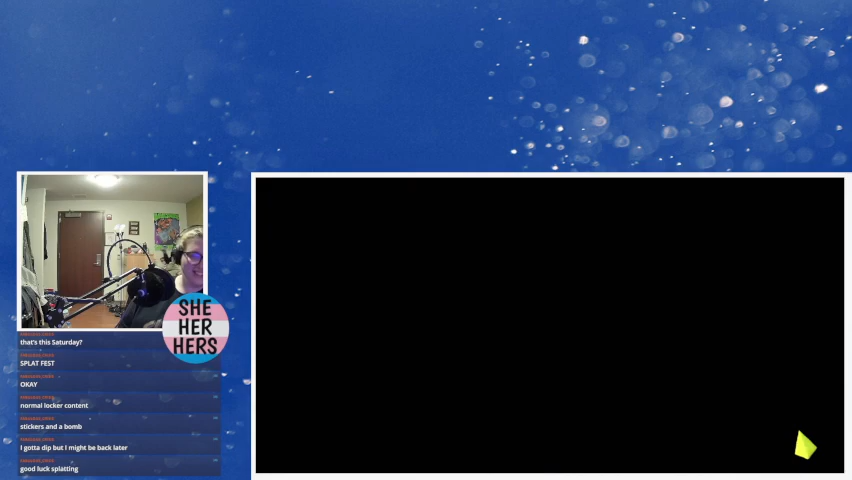 SHE
HER
HERS
that's this Saturday?
SPLAT FEST
OKAY
normal locker content
stickers and a bomb
I gotta dip but I might be back later
good luck splatting